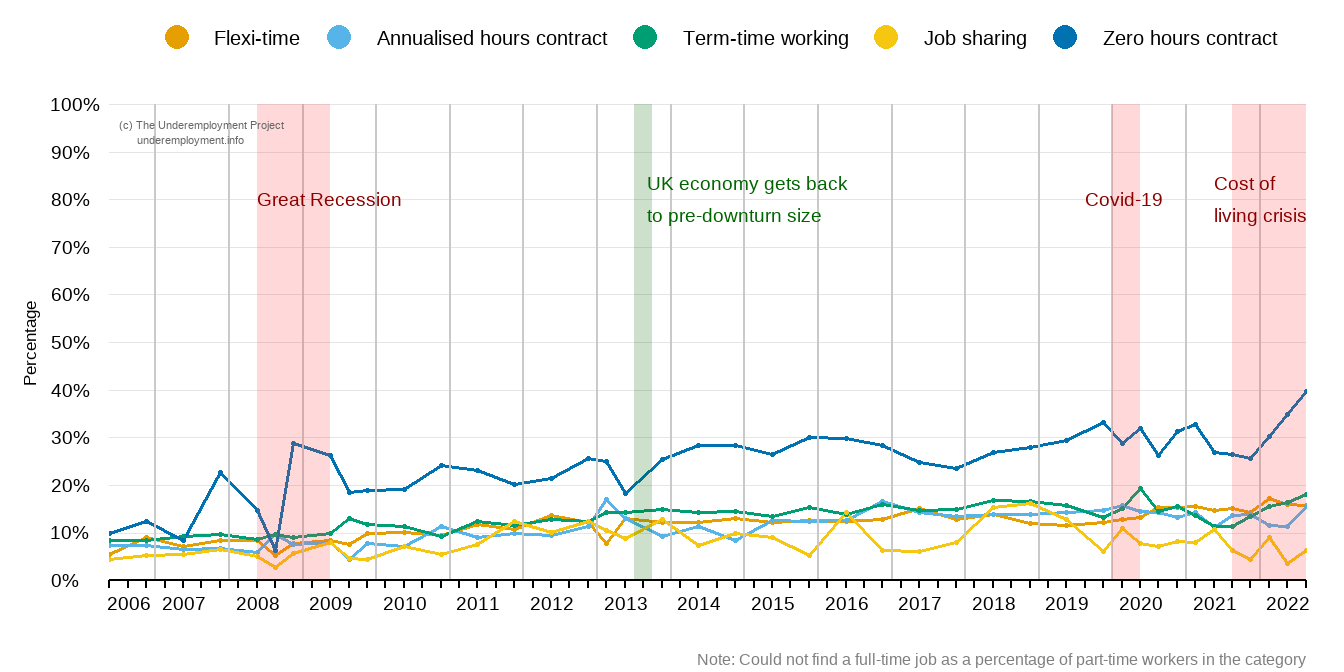 Flexi-time Annualised hours contract Term-time working Job sharing Zero hours contract
100%
(c) The Underemployment Project
underemployment.info
90%
UK economy gets back
Cost of
80%
Great Recession
Covid-19
to pre-downturn size
living crisis
70%
60%
50%
40%
30%
20%
10%
0%
Percentage
2006 2007 2008 2009 2010 2011 2012 2013 2014 2015 2016 2017 2018 2019 2020 2021 2022
Note: Could not find a full-time job as a percentage of part-time workers in the category